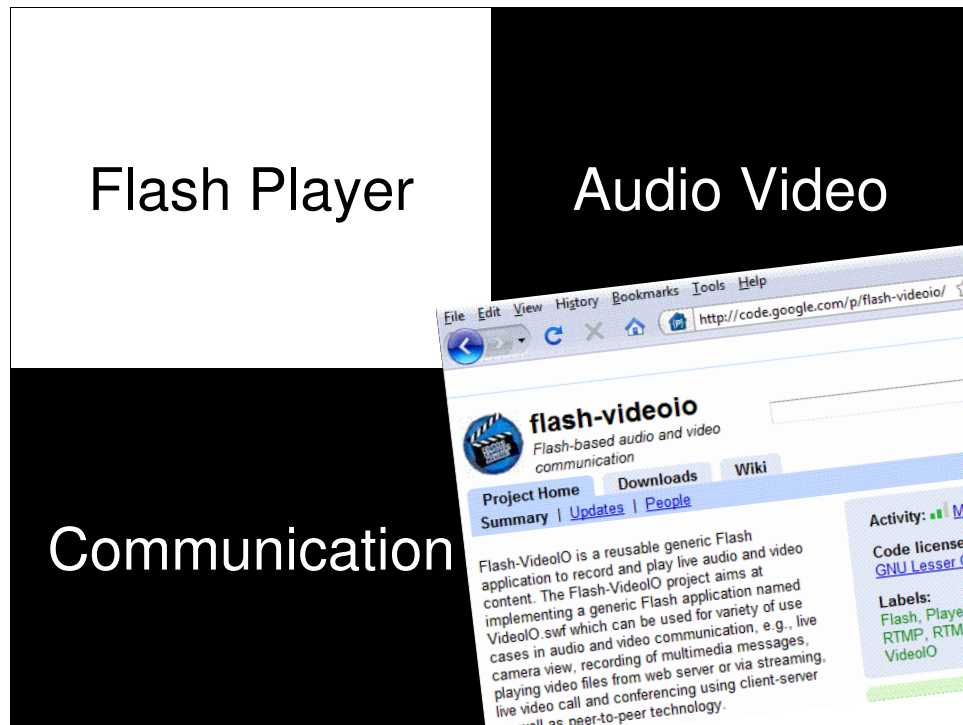 Flash Player
Audio Video
Communication
File Edit View History Bookmarks Tools Help
http://code.google.com/p/flash-videoio/
flash-videoio
Flash-based audio and video
communication
Project Home Downloads Wiki
Summary | Updates | People
Flash-VideoIO is a reusable generic Flash
application to record and play live audio and video
content. The Flash-VideoIO project aims at
implementing a generic Flash application named
VideoIO.swf which can be used for variety of use
cases in audio and video communication, e.g., live
camera view, recording of multimedia messages,
playing video files from web server or via streaming,
live video call and conferencing using client-server
as peer-to-peer technology.
Activity:
Code license
GNU Lesser
Labels:
Flash,
RTMP,
VideoIO